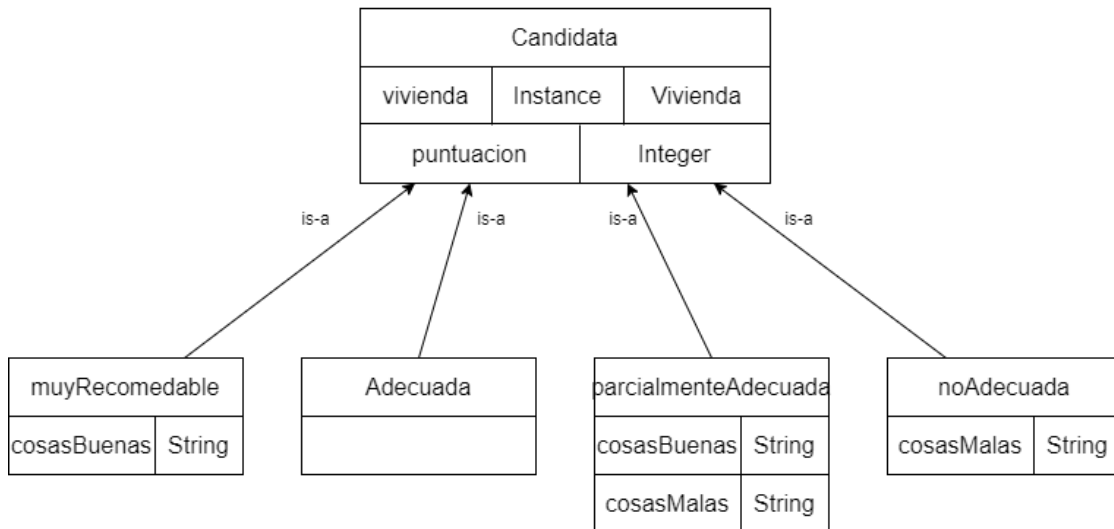 Candidata
vivienda Instance Vivienda
puntuacion Integer
is-a is-a is-a is-a
muyRecomedable Adecuada parcialmenteAdecuada noAdecuada
cosasBuenas String cosasBuenas String cosasMalas String
cosasMalas String